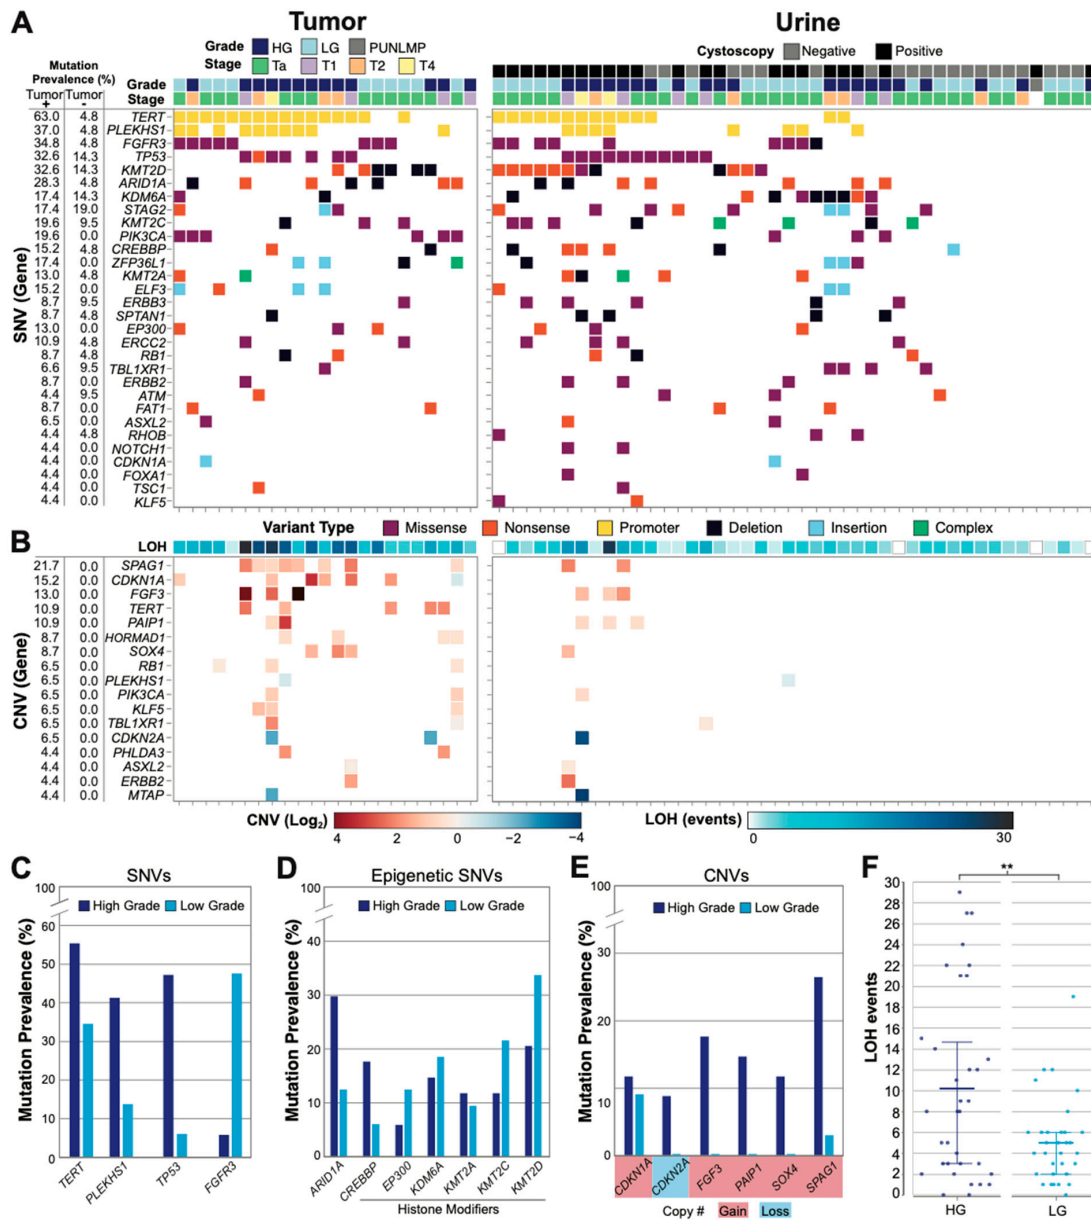 A
Tumor
Urine
Grade HG LG PUNLMP
Stage Ta T1 T2 T4
Cystoscopy Negative Positive
Mutation
Prevalence (%)
Tumor Tumor
+ -
Grade
Stage
SNV (Gene)
63.0 4.8 TERT
37.0 4.8 PLEKHS1
34.8 4.8 FGFR3
32.6 14.3 TP53
32.6 14.3 KMT2D
28.3 4.8 ARID1A
17.4 14.3 KDM6A
17.4 19.0 STAG2
19.6 9.5 KMT2C
19.6 0.0 PIK3CA
15.2 4.8 CREBBP
17.4 0.0 ZFP36L1
13.0 4.8 KMT2A
15.2 0.0 ELF3
8.7 9.5 ERBB3
8.7 4.8 SPTAN1
13.0 0.0 EP300
10.9 4.8 ERCC2
8.7 4.8 RB1
6.6 9.5 TBL1XR1
8.7 0.0 ERBB2
4.4 9.5 ATM
8.7 0.0 FAT1
6.5 0.0 ASXL2
4.4 4.8 RHOB
4.4 0.0 NOTCH1
4.4 0.0 CDKN1A
4.4 0.0 FOXA1
4.4 0.0 TSC1
4.4 0.0 KLF5
Variant Type Missense Nonsense Promoter Deletion Insertion Complex
B
LOH
CNV (Gene)
21.7 0.0 SPAG1
15.2 0.0 CDKN1A
13.0 0.0 FGF3
10.9 0.0 TERT
10.9 0.0 PAIP1
8.7 0.0 HORMAD1
8.7 0.0 SOX4
6.5 0.0 RB1
6.5 0.0 PLEKHS1
6.5 0.0 PIK3CA
6.5 0.0 KLF5
6.5 0.0 TBL1XR1
6.5 0.0 CDKN2A
4.4 0.0 PHLDA3
4.4 0.0 ASXL2
4.4 0.0 ERBB2
4.4 0.0 MTAP
CNV (Log2)
4 2 0 −2 −4
LOH (events)
0 30
C
SNVs
High Grade Low Grade
Mutation Prevalence (%)
100
60
50
40
30
20
10
0
TERT PLEKHS1 TP53 FGFR3
D
Epigenetic SNVs
High Grade Low Grade
Mutation Prevalence (%)
100
40
30
20
10
0
ARID1A CREBBP EP300 KDM6A KMT2A KMT2C KMT2D
Histone Modifiers
E
CNVs
High Grade Low Grade
Mutation Prevalence (%)
100
30
20
10
0
CDKN1A CDKN2A FGF3 PAIP1 SOX4 SPAG1
Copy # Gain Loss
F
**
LOH events
30
28
26
24
22
20
18
16
14
12
10
8
6
4
2
0
HG LG